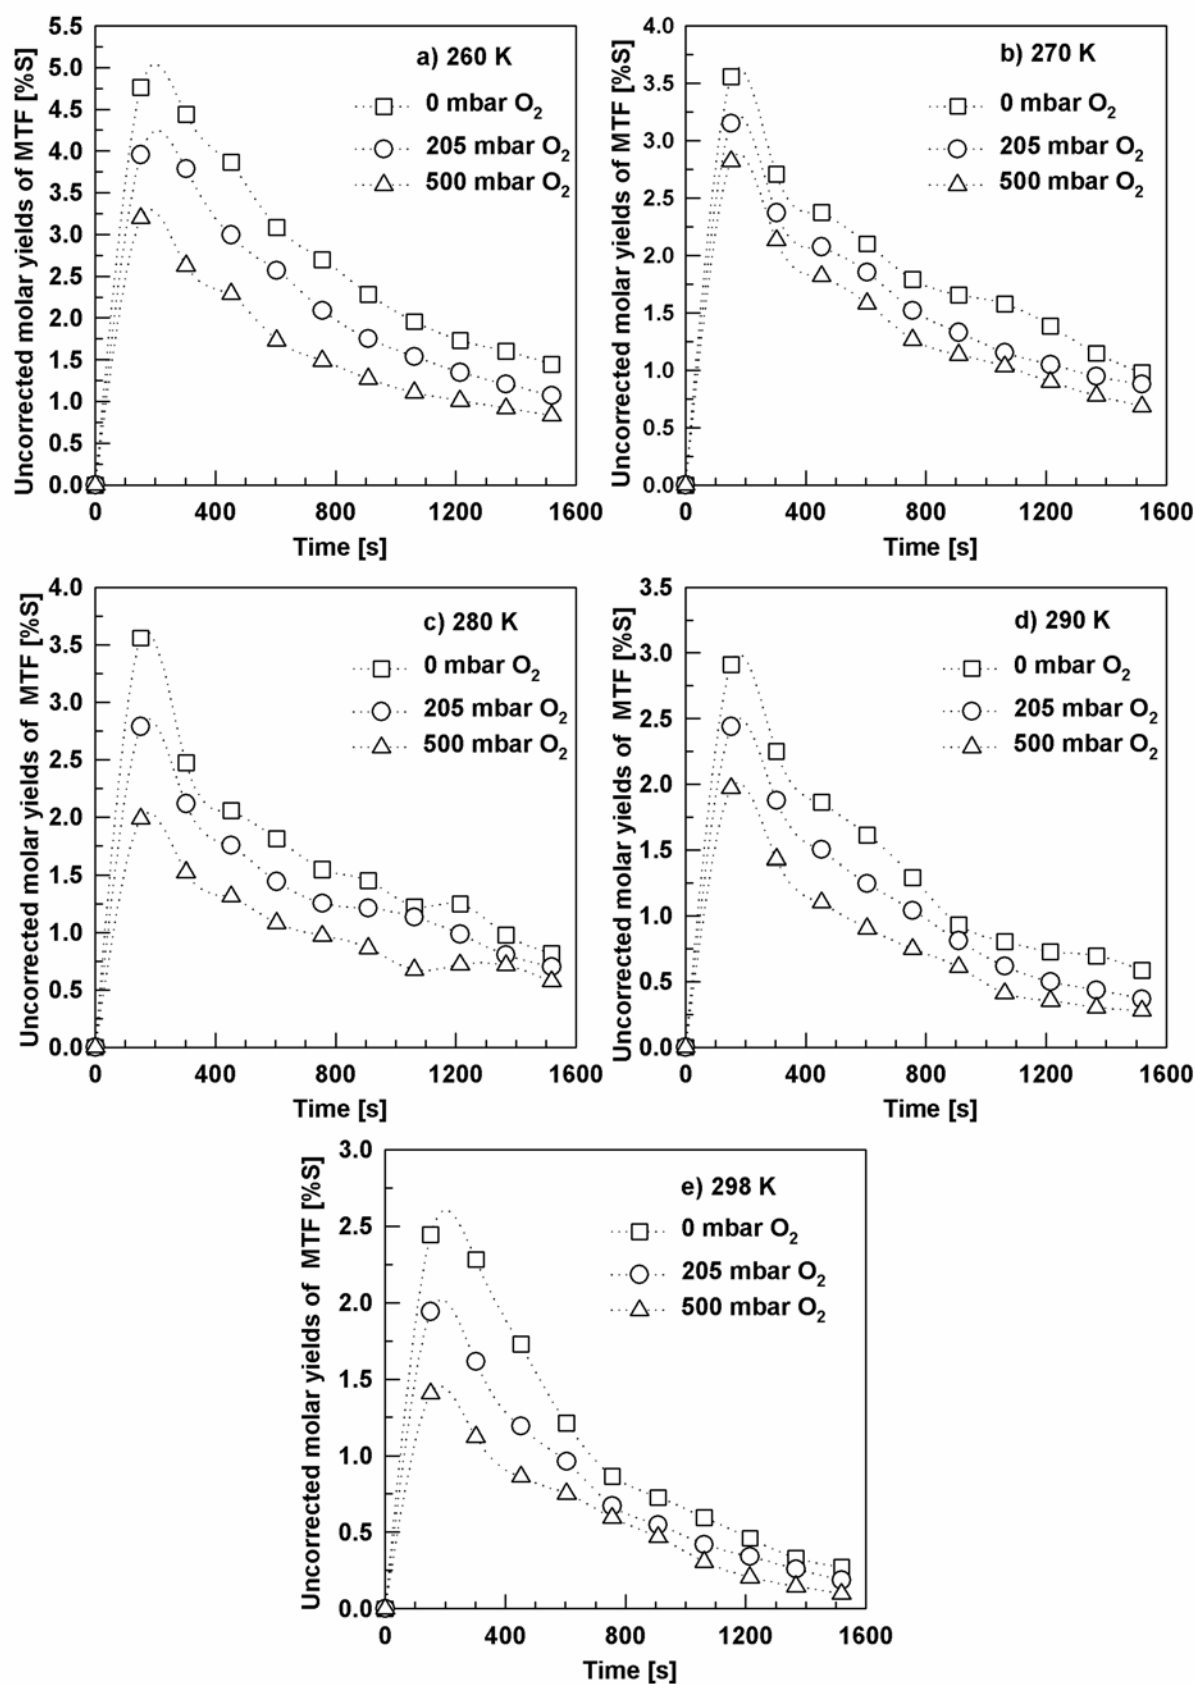 Uncorrected molar yields of MTF [%S]
5.5
5.0
4.5
4.0
3.5
3.0
2.5
2.0
1.5
1.0
0.5
0.0
a) 260 K
0 mbar O2
205 mbar O2
500 mbar O2
0 400 800 1200 1600
Time [s]
Uncorrected molar yields of MTF [%S]
4.0
3.5
3.0
2.5
2.0
1.5
1.0
0.5
0.0
b) 270 K
0 mbar O2
205 mbar O2
500 mbar O2
0 400 800 1200 1600
Time [s]
Uncorrected molar yields of MTF [%S]
4.0
3.5
3.0
2.5
2.0
1.5
1.0
0.5
0.0
c) 280 K
0 mbar O2
205 mbar O2
500 mbar O2
0 400 800 1200 1600
Time [s]
Uncorrected molar yields of MTF [%S]
3.5
3.0
2.5
2.0
1.5
1.0
0.5
0.0
d) 290 K
0 mbar O2
205 mbar O2
500 mbar O2
0 400 800 1200 1600
Time [s]
Uncorrected molar yields of MTF [%S]
3.0
2.5
2.0
1.5
1.0
0.5
0.0
e) 298 K
0 mbar O2
205 mbar O2
500 mbar O2
0 400 800 1200 1600
Time [s]